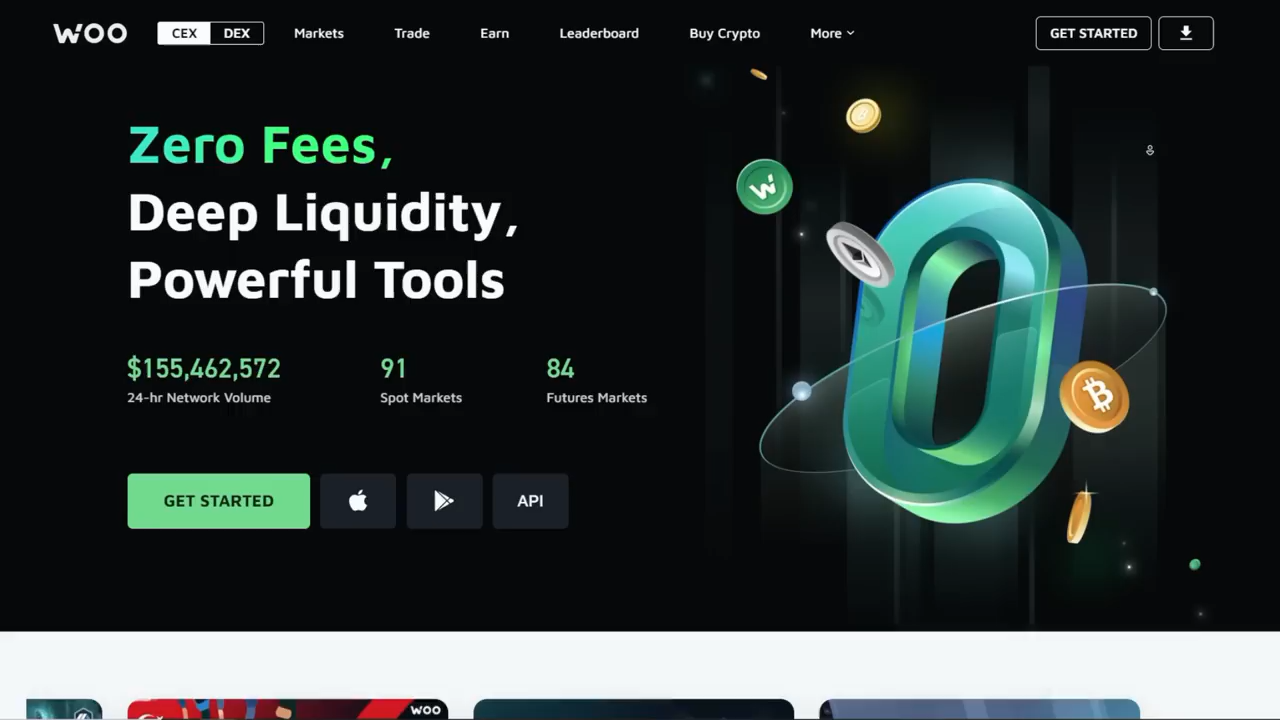 WOO
CEX DEX
Markets
Trade
Earn
Leaderboard
Buy Crypto
More
GET STARTED
Zero Fees,
Deep Liquidity,
Powerful Tools
$155,462,572
24-hr Network Volume
91
Spot Markets
84
Futures Markets
GET STARTED
API
WOO